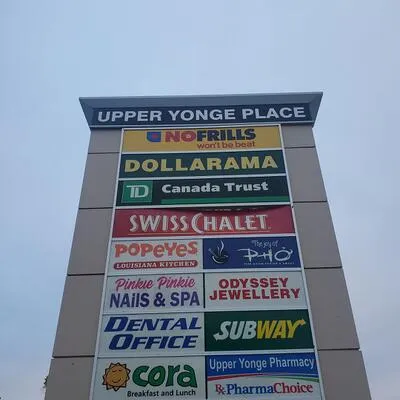 UPPER YONGE PLACE
NOFRILLS
won't be beat
DOLLARAMA
TD Canada Trust
SWISS CHALET
POPEYES
LOUISIANA KITCHEN
The joy of
PHO
Pinkie Pinkie
NAILS & SPA
ODYSSEY
JEWELLERY
DENTAL
OFFICE
SUBWAY
cora
Breakfast and Lunch
Upper Yonge Pharmacy
Rx PharmaChoice